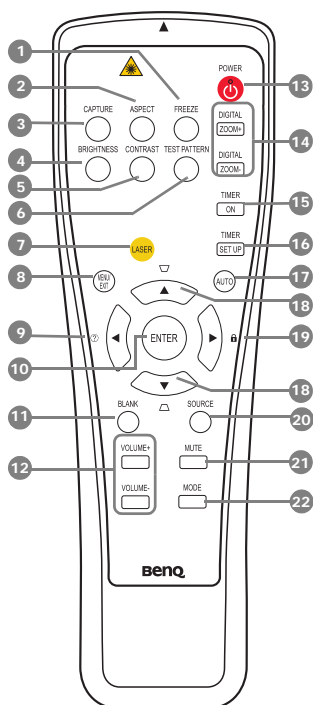 1
POWER
2
13
CAPTURE ASPECT FREEZE
3
DIGITAL
ZOOM+
14
BRIGHTNESS CONTRAST TEST PATTERN
4
DIGITAL
ZOOM-
5
6
TIMER
ON
15
TIMER
SET UP
16
7
LASER
8
MENU/
EXIT
AUTO
17
18
9
?
ENTER
19
10
18
11
BLANK
SOURCE
20
12
VOLUME+
MUTE
21
VOLUME-
MODE
22
BenQ